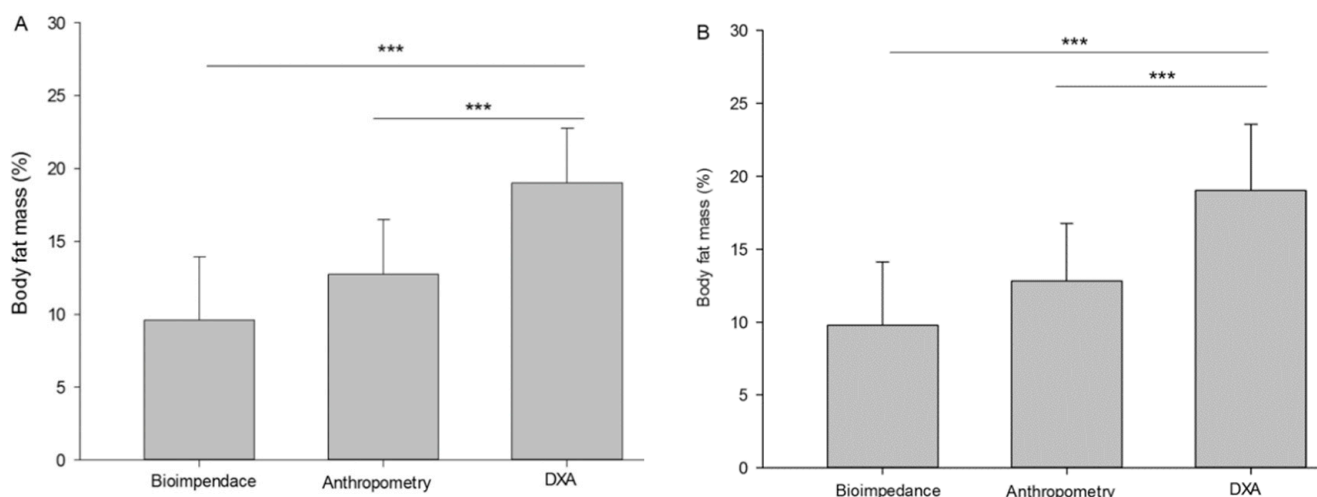 A
30
25
20
15
10
5
0
Body fat mass (%)
***
***
Bioimpendace
Anthropometry
DXA
B
30
25
20
15
10
5
0
Body fat mass (%)
***
***
Bioimpedance
Anthropometry
DXA